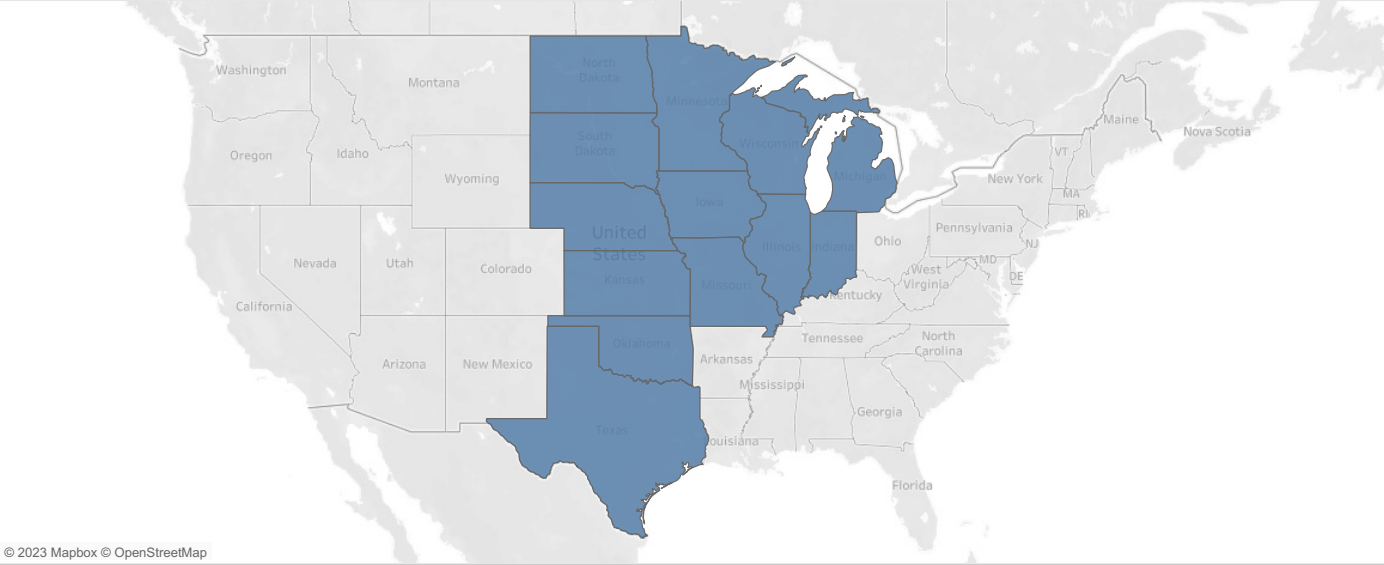 Washington
Montana
North
Dakota
Minnesota
Maine
Nova Scotia
Oregon
Idaho
South
Dakota
Wisconsin
Michigan
VT
Wyoming
New York
MA
RI
Iowa
United
States
Nevada
Utah
Colorado
Kansas
Missouri
Illinois
Indiana
Ohio
Pennsylvania
NJ
MD
DE
West
Virginia
California
Kentucky
Arizona
New Mexico
Oklahoma
Arkansas
Tennessee
North
Carolina
Mississippi
Texas
ouisiana
Georgia
Florida
© 2023 Mapbox © OpenStreetMap